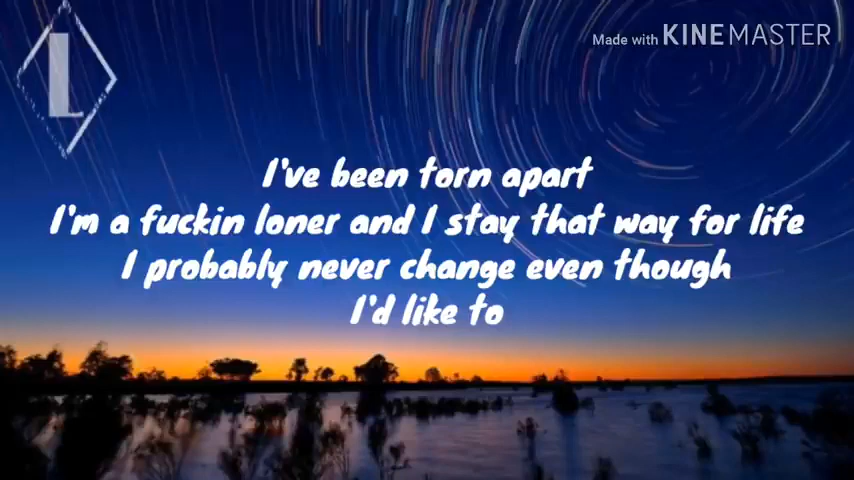 L
Made with KINEMASTER
I've been torn apart
I'm a fuckin loner and I stay that way for life
I probably never change even though
I'd like to